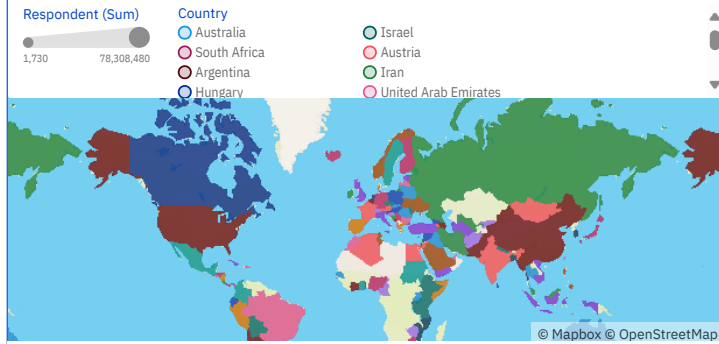 Respondent (Sum)
1,730
78,308,480
Country
Australia
Israel
South Africa
Austria
Argentina
Iran
Hungary
United Arab Emirates
© Mapbox © OpenStreetMap